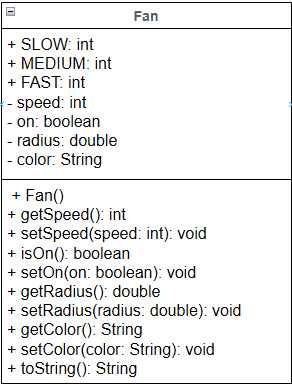 Fan
+ SLOW: int
+ MEDIUM: int
+ FAST: int
- speed: int
- on: boolean
- radius: double
- color: String
+ Fan()
+ getSpeed(): int
+ setSpeed(speed: int): void
+ isOn(): boolean
+ setOn(on: boolean): void
+ getRadius(): double
+ setRadius(radius: double): void
+ getColor(): String
+ setColor(color: String): void
+ toString(): String